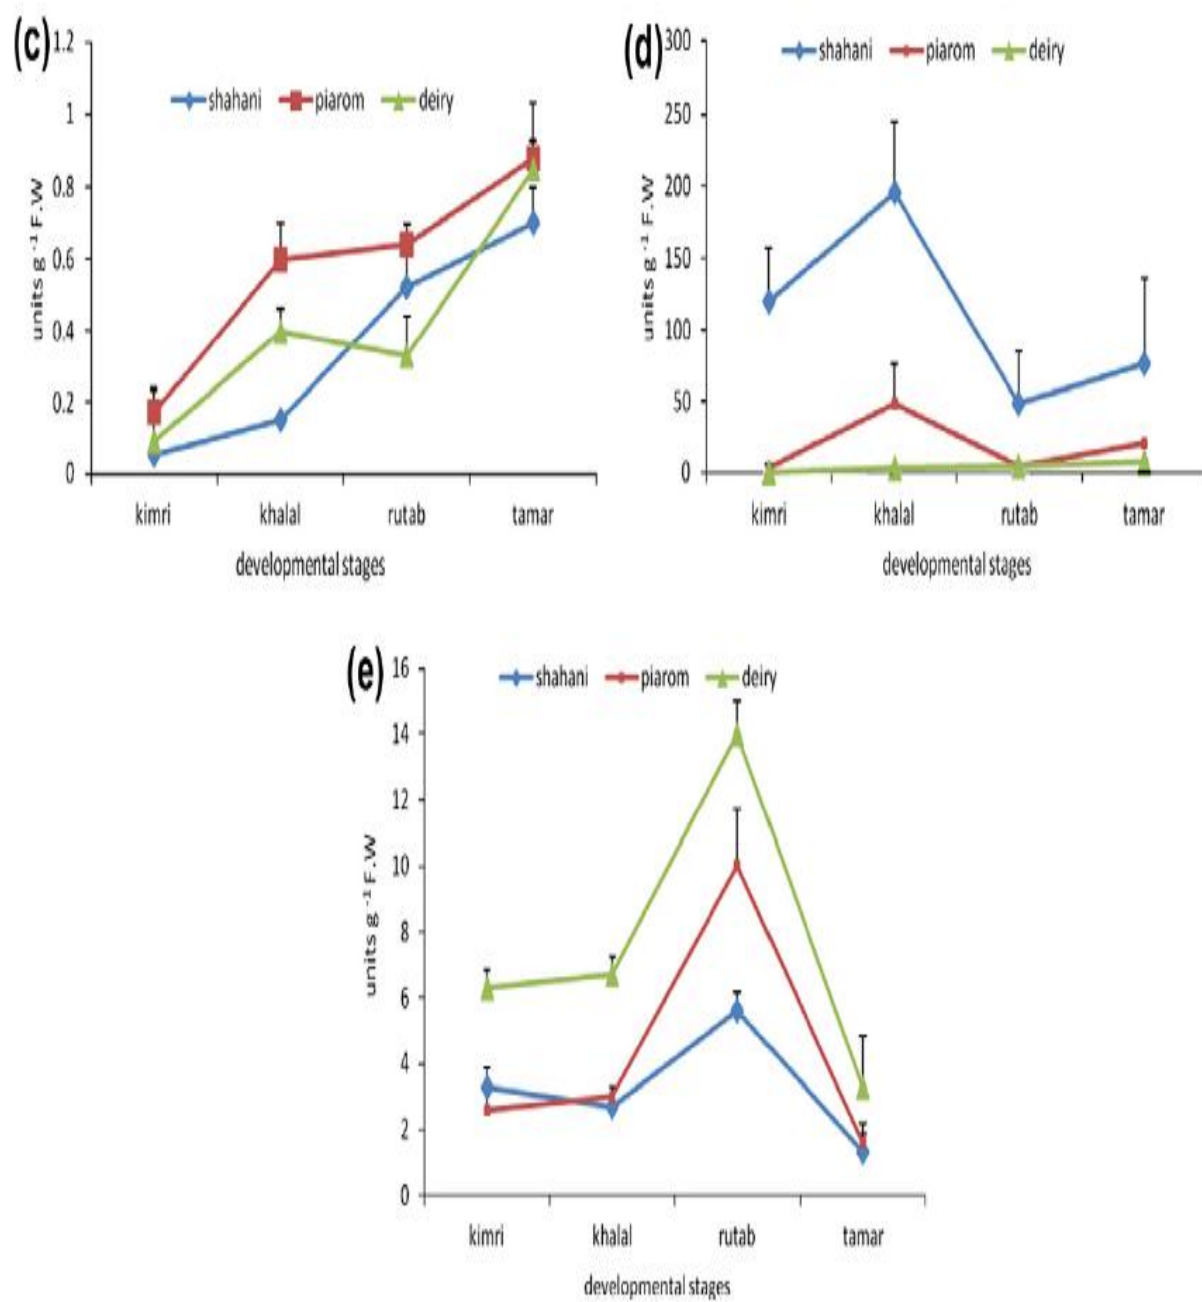 (c)
1.2
1
0.8
0.6
0.4
0.2
0
units g⁻¹ F.W
shahani piarom deiry
kimri khalal rutab tamar
developmental stages
(d)
300
250
200
150
100
50
0
units g⁻¹ F.W
shahani piarom deiry
kimri khalal rutab tamar
developmental stages
(e)
16
14
12
10
8
6
4
2
0
units g⁻¹ F.W
shahani piarom deiry
kimri khalal rutab tamar
developmental stages